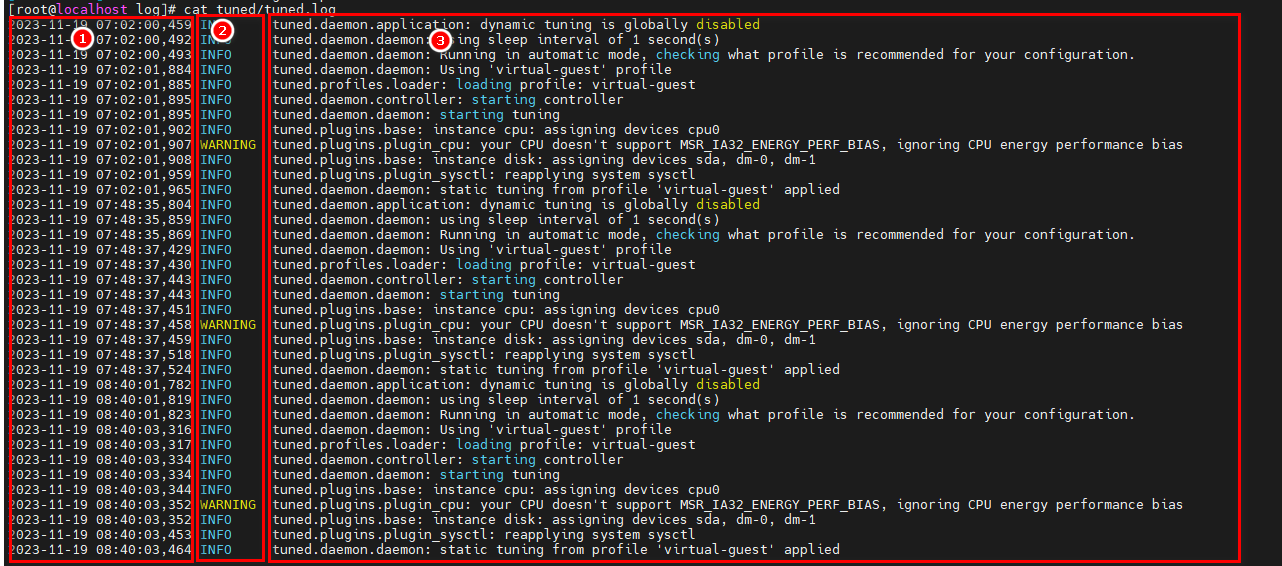 [root@localhost log]# cat tuned/tuned.log
2023-11-19 07:02:00,459 INFO tuned.daemon.application: dynamic tuning is globally disabled
2023-11-19 07:02:00,492 INFO tuned.daemon.daemon: using sleep interval of 1 second(s)
2023-11-19 07:02:00,493 INFO tuned.daemon.daemon: Running in automatic mode, checking what profile is recommended for your configuration.
2023-11-19 07:02:01,884 INFO tuned.daemon.daemon: Using 'virtual-guest' profile
2023-11-19 07:02:01,885 INFO tuned.profiles.loader: loading profile: virtual-guest
2023-11-19 07:02:01,895 INFO tuned.daemon.controller: starting controller
2023-11-19 07:02:01,895 INFO tuned.daemon.daemon: starting tuning
2023-11-19 07:02:01,902 INFO tuned.plugins.base: instance cpu: assigning devices cpu0
2023-11-19 07:02:01,907 WARNING tuned.plugins.plugin_cpu: your CPU doesn't support MSR_IA32_ENERGY_PERF_BIAS, ignoring CPU energy performance bias
2023-11-19 07:02:01,908 INFO tuned.plugins.base: instance disk: assigning devices sda, dm-0, dm-1
2023-11-19 07:02:01,959 INFO tuned.plugins.plugin_sysctl: reapplying system sysctl
2023-11-19 07:02:01,965 INFO tuned.daemon.daemon: static tuning from profile 'virtual-guest' applied
2023-11-19 07:48:35,804 INFO tuned.daemon.application: dynamic tuning is globally disabled
2023-11-19 07:48:35,859 INFO tuned.daemon.daemon: using sleep interval of 1 second(s)
2023-11-19 07:48:35,869 INFO tuned.daemon.daemon: Running in automatic mode, checking what profile is recommended for your configuration.
2023-11-19 07:48:37,429 INFO tuned.daemon.daemon: Using 'virtual-guest' profile
2023-11-19 07:48:37,430 INFO tuned.profiles.loader: loading profile: virtual-guest
2023-11-19 07:48:37,443 INFO tuned.daemon.controller: starting controller
2023-11-19 07:48:37,443 INFO tuned.daemon.daemon: starting tuning
2023-11-19 07:48:37,451 INFO tuned.plugins.base: instance cpu: assigning devices cpu0
2023-11-19 07:48:37,458 WARNING tuned.plugins.plugin_cpu: your CPU doesn't support MSR_IA32_ENERGY_PERF_BIAS, ignoring CPU energy performance bias
2023-11-19 07:48:37,459 INFO tuned.plugins.base: instance disk: assigning devices sda, dm-0, dm-1
2023-11-19 07:48:37,518 INFO tuned.plugins.plugin_sysctl: reapplying system sysctl
2023-11-19 07:48:37,524 INFO tuned.daemon.daemon: static tuning from profile 'virtual-guest' applied
2023-11-19 08:40:01,782 INFO tuned.daemon.application: dynamic tuning is globally disabled
2023-11-19 08:40:01,819 INFO tuned.daemon.daemon: using sleep interval of 1 second(s)
2023-11-19 08:40:01,823 INFO tuned.daemon.daemon: Running in automatic mode, checking what profile is recommended for your configuration.
2023-11-19 08:40:03,316 INFO tuned.daemon.daemon: Using 'virtual-guest' profile
2023-11-19 08:40:03,317 INFO tuned.profiles.loader: loading profile: virtual-guest
2023-11-19 08:40:03,334 INFO tuned.daemon.controller: starting controller
2023-11-19 08:40:03,334 INFO tuned.daemon.daemon: starting tuning
2023-11-19 08:40:03,344 INFO tuned.plugins.base: instance cpu: assigning devices cpu0
2023-11-19 08:40:03,352 WARNING tuned.plugins.plugin_cpu: your CPU doesn't support MSR_IA32_ENERGY_PERF_BIAS, ignoring CPU energy performance bias
2023-11-19 08:40:03,352 INFO tuned.plugins.base: instance disk: assigning devices sda, dm-0, dm-1
2023-11-19 08:40:03,453 INFO tuned.plugins.plugin_sysctl: reapplying system sysctl
2023-11-19 08:40:03,464 INFO tuned.daemon.daemon: static tuning from profile 'virtual-guest' applied
1
2
3